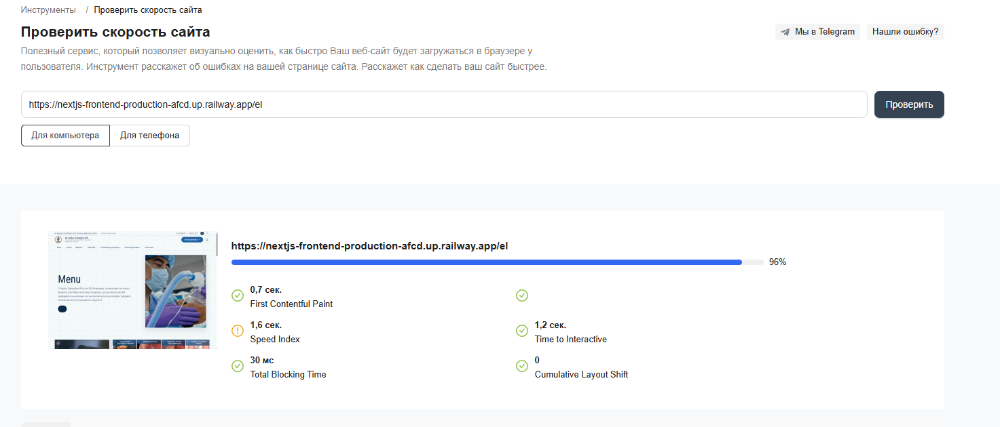 Инструменты / Проверить скорость сайта
Проверить скорость сайта
Мы в Telegram
Нашли ошибку?
Полезный сервис, который позволяет визуально оценить, как быстро Ваш веб-сайт будет загружаться в браузере у
пользователя. Инструмент расскажет об ошибках на вашей странице сайта. Расскажет как сделать ваш сайт быстрее.
https://nextjs-frontend-production-afcd.up.railway.app/el
Проверить
Для компьютера
Для телефона
Menu
https://nextjs-frontend-production-afcd.up.railway.app/el
96%
0,7 сек.
First Contentful Paint
1,6 сек.
Speed Index
1,2 сек.
Time to Interactive
30 мс
Total Blocking Time
0
Cumulative Layout Shift